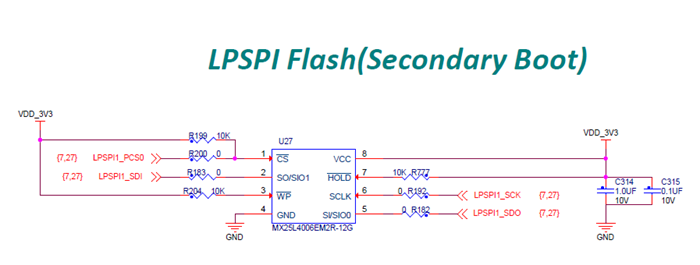 LPSPI Flash(Secondary Boot)
VDD_3V3
VDD_3V3
R199 10K
U27
{7,27} LPSPI1_PCS0 R200 0 1 CS VCC 8
{7,27} LPSPI1_SDI R183 0 2 SO/SIO1 HOLD 7 10K R777
R204 10K 3 WP SCLK 6 0 R192 LPSPI1_SCK {7,27}
4 GND SI/SIO0 5 0 R182 LPSPI1_SDO {7,27}
MX25L4006EM2R-12G
GND
C314
1.0UF
10V
C315
0.1UF
10V
GND